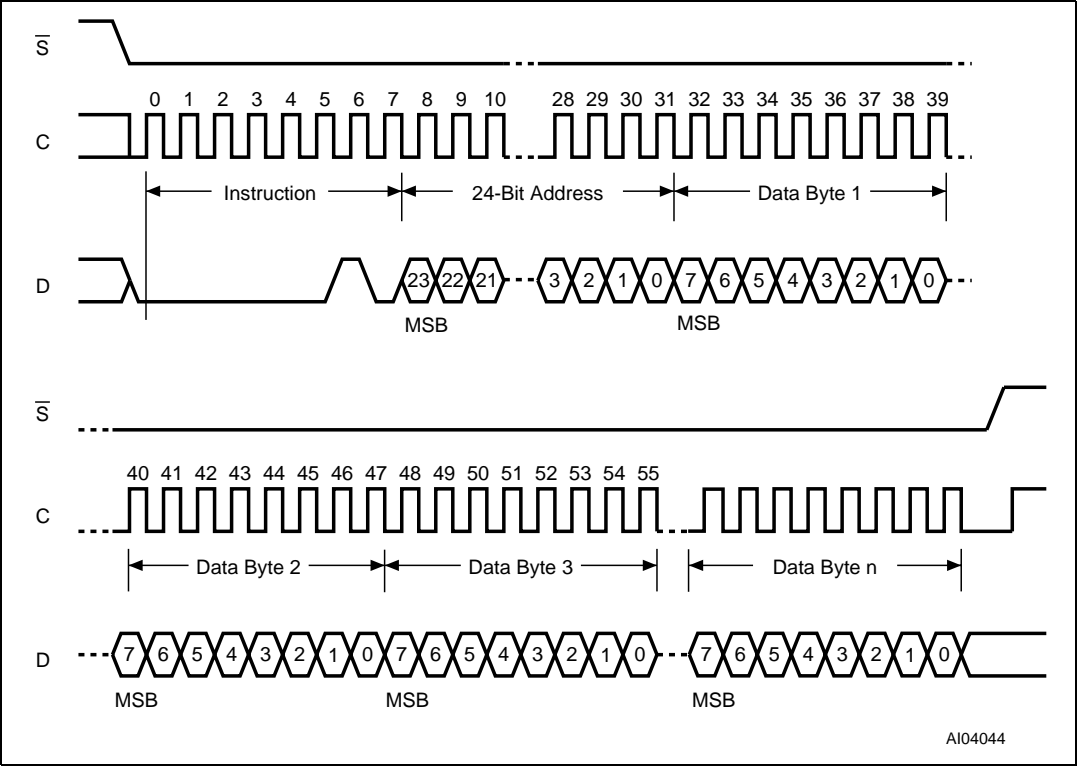 S̅
0 1 2 3 4 5 6 7 8 9 10 28 29 30 31 32 33 34 35 36 37 38 39
C
Instruction 24-Bit Address Data Byte 1
D 23 22 21 3 2 1 0 7 6 5 4 3 2 1 0
MSB MSB
S̅
40 41 42 43 44 45 46 47 48 49 50 51 52 53 54 55
C
Data Byte 2 Data Byte 3 Data Byte n
D 7 6 5 4 3 2 1 0 7 6 5 4 3 2 1 0 7 6 5 4 3 2 1 0
MSB MSB MSB
AI04044